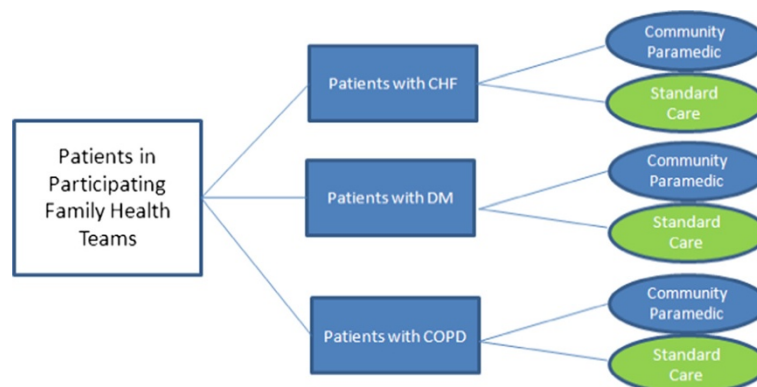 Patients in
Participating
Family Health
Teams
Patients with CHF
Community
Paramedic
Standard
Care
Patients with DM
Community
Paramedic
Standard
Care
Patients with COPD
Community
Paramedic
Standard
Care